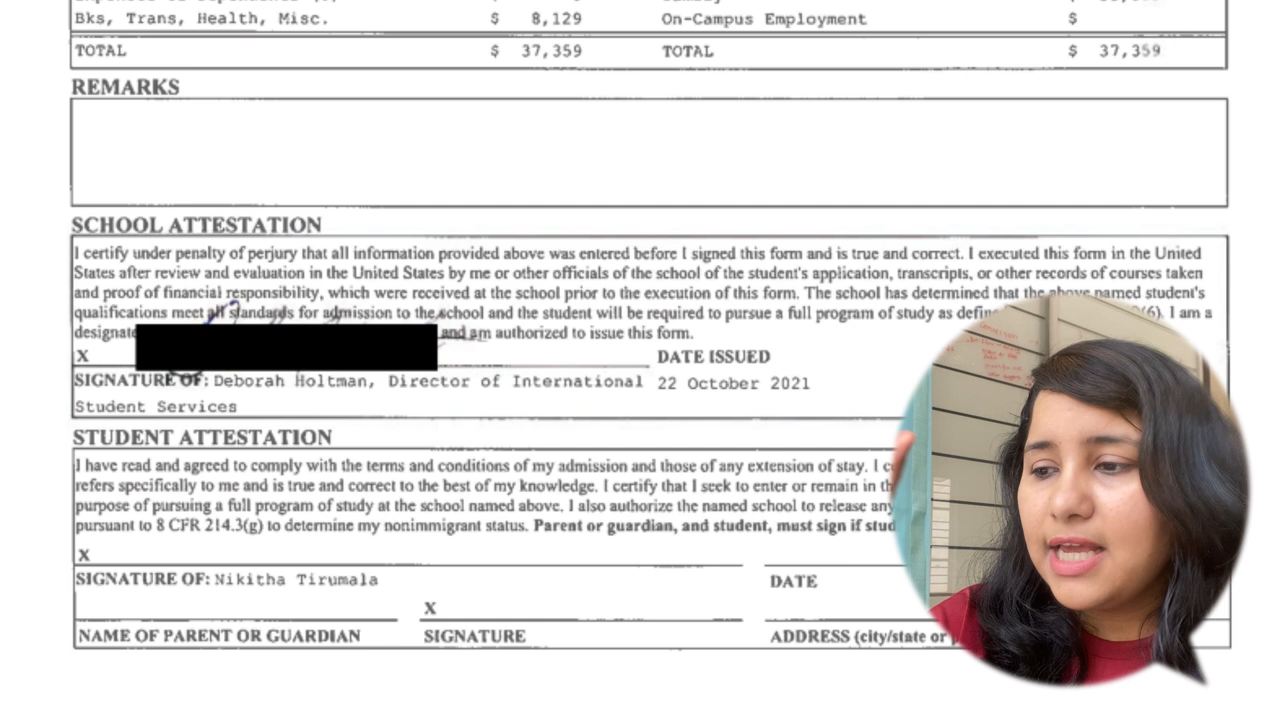 Bks, Trans, Health, Misc. $ 8,129 On-Campus Employment $
TOTAL $ 37,359 TOTAL $ 37,359
REMARKS
SCHOOL ATTESTATION
I certify under penalty of perjury that all information provided above was entered before I signed this form and is true and correct. I executed this form in the United
States after review and evaluation in the United States by me or other officials of the school of the student's application, transcripts, or other records of courses taken
and proof of financial responsibility, which were received at the school prior to the execution of this form. The school has determined that the above named student's
qualifications meet all standards for admission to the school and the student will be required to pursue a full program of study as (6). I am a
and am authorized to issue this form.
X DATE ISSUED
SIGNATURE OF: Deborah Holtman, Director of International 22 October 2021
Student Services
STUDENT ATTESTATION
I have read and agreed to comply with the terms and conditions of my admission and those of any extension of stay. I
refers specifically to me and is true and correct to the best of my knowledge. I certify that I seek to enter or remain in
purpose of pursuing a full program of study at the school named above. I also authorize the named school to release any
pursuant to 8 CFR 214.3(g) to determine my nonimmigrant status. Parent or guardian, and student, must sign if
X
SIGNATURE OF: Nikitha Tirumala DATE
X
NAME OF PARENT OR GUARDIAN SIGNATURE ADDRESS (city/state or